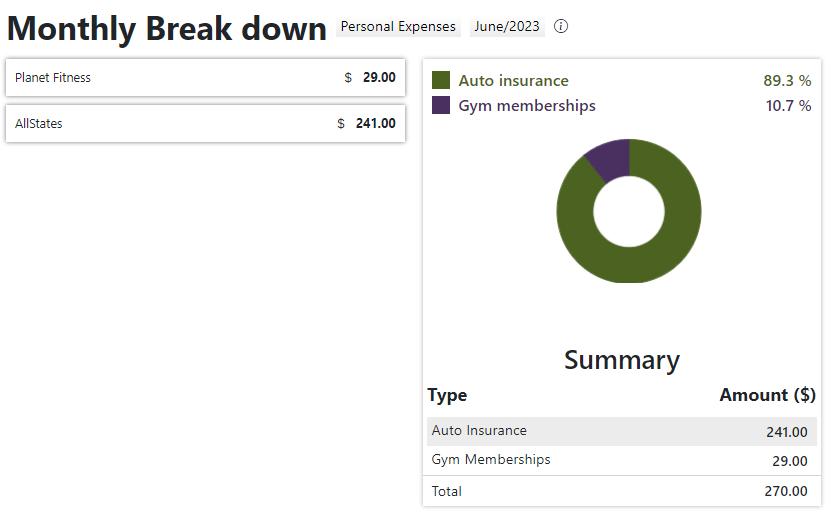 Monthly Break down Personal Expenses June/2023
Planet Fitness $ 29.00
AllStates $ 241.00
Auto insurance 89.3 %
Gym memberships 10.7 %
Summary
Type Amount ($)
Auto Insurance 241.00
Gym Memberships 29.00
Total 270.00